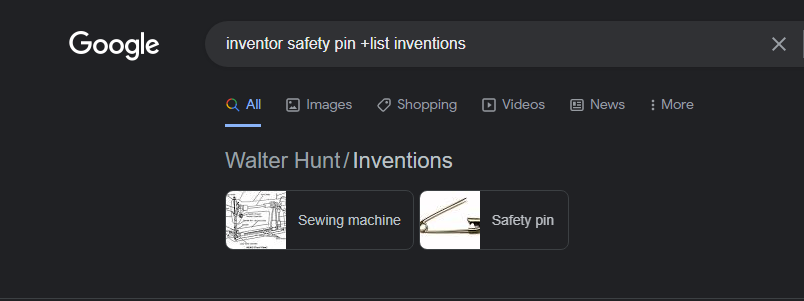 Google
inventor safety pin +list inventions
All Images Shopping Videos News More
Walter Hunt/Inventions
Sewing machine Safety pin